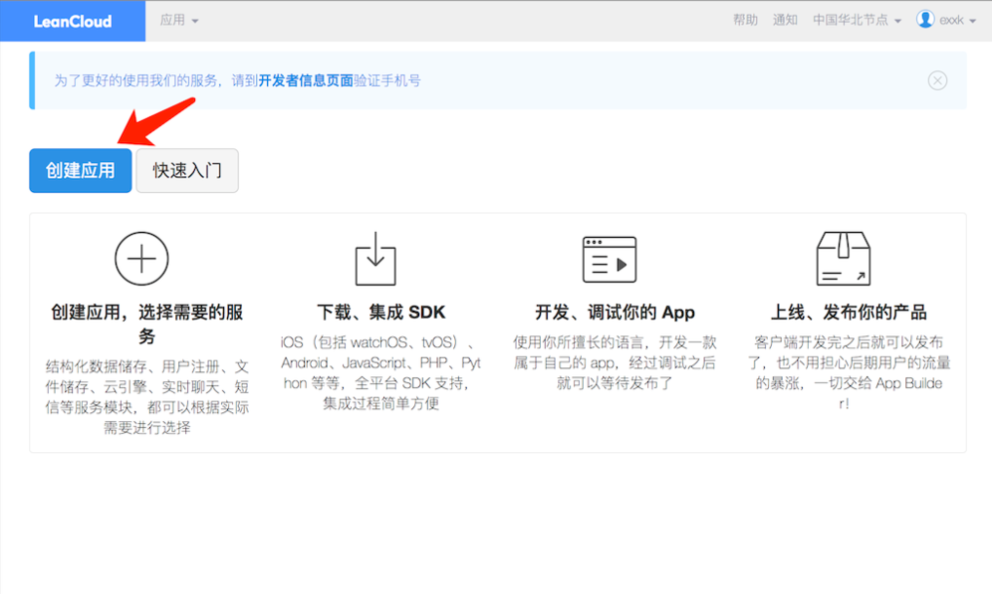 LeanCloud
应用
帮助
通知
中国华北节点
exxk
为了更好的使用我们的服务，请到开发者信息页面验证手机号
创建应用
快速入门
创建应用，选择需要的服
务
结构化数据储存、用户注册、文
件储存、云引擎、实时聊天、短
信等服务模块，都可以根据实际
需要进行选择
下载、集成 SDK
iOS（包括 watchOS、tvOS）、
Android、JavaScript、PHP、Pyt
hon 等等，全平台 SDK 支持，
集成过程简单方便
开发、调试你的 App
使用你所擅长的语言，开发一款
属于自己的 app，经过调试之后
就可以等待发布了
上线、发布你的产品
客户端开发完之后就可以发布
了，也不用担心后期用户的流量
的暴涨，一切交给 App Builde
r!